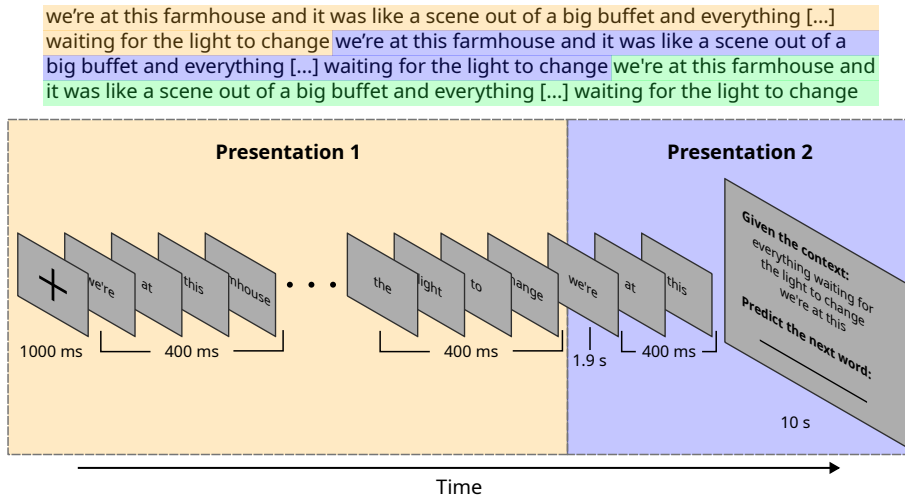 we're at this farmhouse and it was like a scene out of a big buffet and everything [...]
waiting for the light to change we're at this farmhouse and it was like a scene out of a
big buffet and everything [...] waiting for the light to change we're at this farmhouse and
it was like a scene out of a big buffet and everything [...] waiting for the light to change
Presentation 1
Presentation 2
we're
at
this
nhouse
• • •
the
light
to
hange
we're
at
this
Given the context:
everything waiting for
the light to change
we're at this
Predict the next word:
1000 ms
400 ms
400 ms
1.9 s
400 ms
10 s
Time